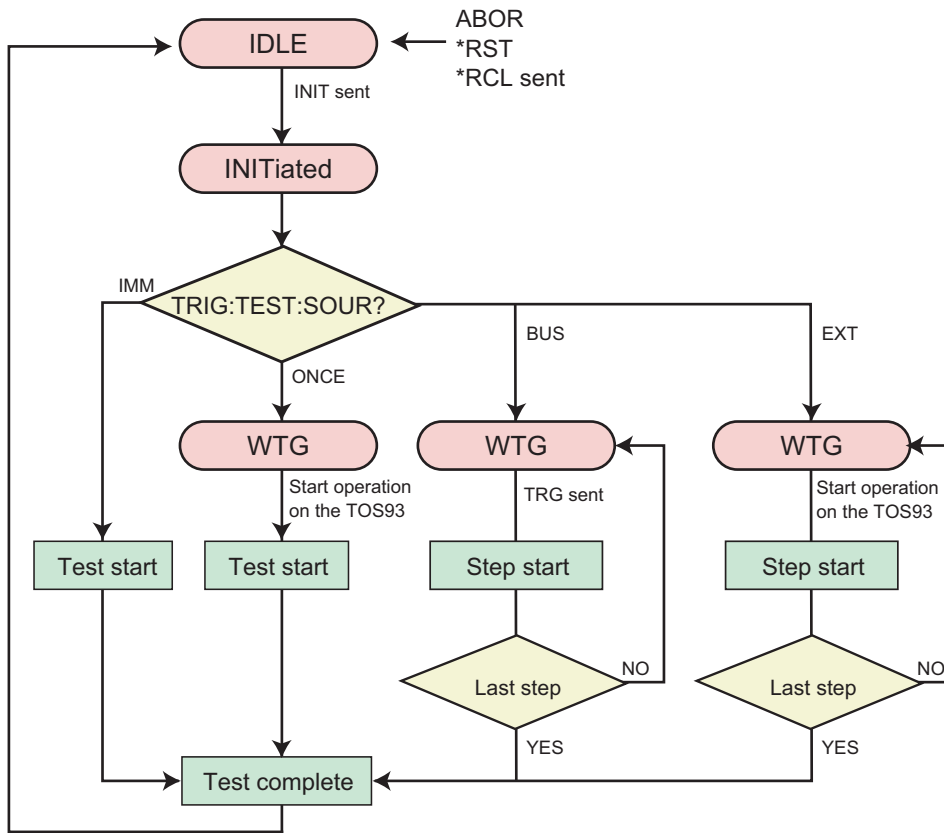 IDLE
ABOR
*RST
*RCL sent
INIT sent
INITiated
TRIG:TEST:SOUR?
IMM
ONCE
BUS
EXT
WTG
WTG
WTG
Start operation
on the TOS93
TRG sent
Start operation
on the TOS93
Test start
Test start
Step start
Step start
Last step
NO
Last step
NO
YES
YES
Test complete